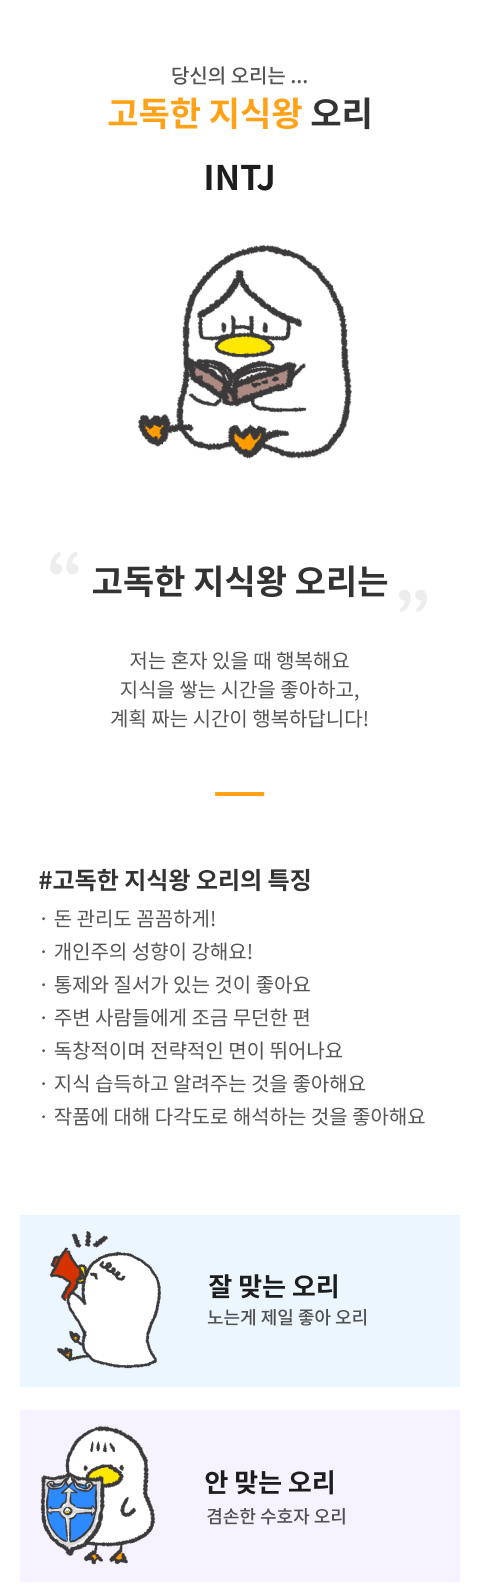 당신의 오리는 ...
고독한 지식왕 오리
INTJ
“ 고독한 지식왕 오리는 ”
저는 혼자 있을 때 행복해요
지식을 쌓는 시간을 좋아하고,
계획 짜는 시간이 행복하답니다!
#고독한 지식왕 오리의 특징
· 돈 관리도 꼼꼼하게!
· 개인주의 성향이 강해요!
· 통제와 질서가 있는 것이 좋아요
· 주변 사람들에게 조금 무던한 편
· 독창적이며 전략적인 면이 뛰어나요
· 지식 습득하고 알려주는 것을 좋아해요
· 작품에 대해 다각도로 해석하는 것을 좋아해요
잘 맞는 오리
노는게 제일 좋아 오리
안 맞는 오리
겸손한 수호자 오리